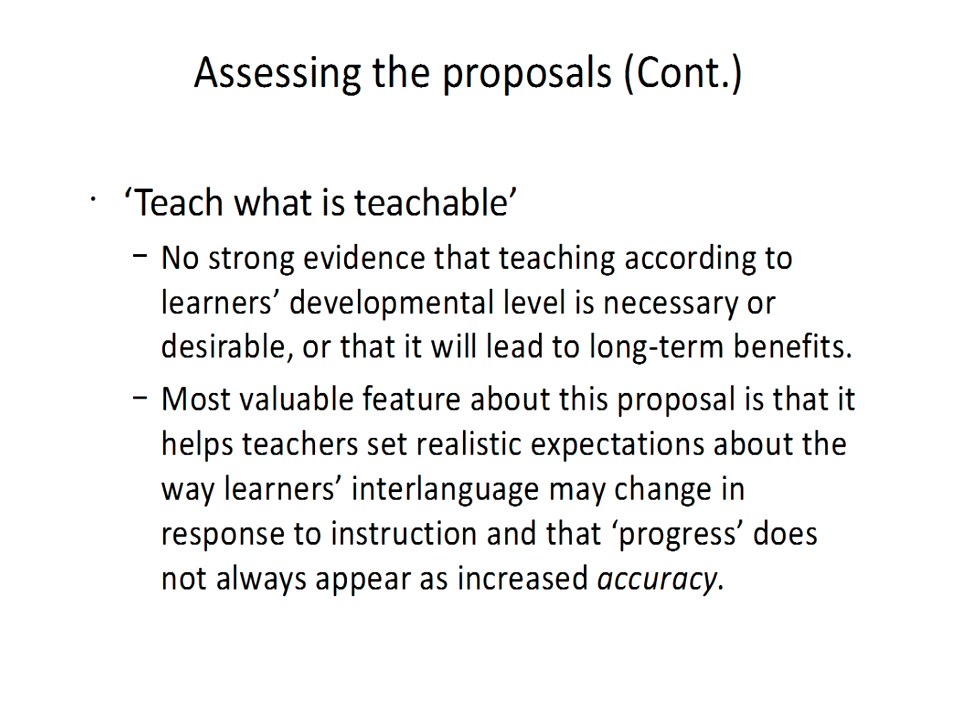 Assessing the proposals (Cont.)
· ‘Teach what is teachable’
– No strong evidence that teaching according to
learners’ developmental level is necessary or
desirable, or that it will lead to long-term benefits.
– Most valuable feature about this proposal is that it
helps teachers set realistic expectations about the
way learners’ interlanguage may change in
response to instruction and that ‘progress’ does
not always appear as increased accuracy.